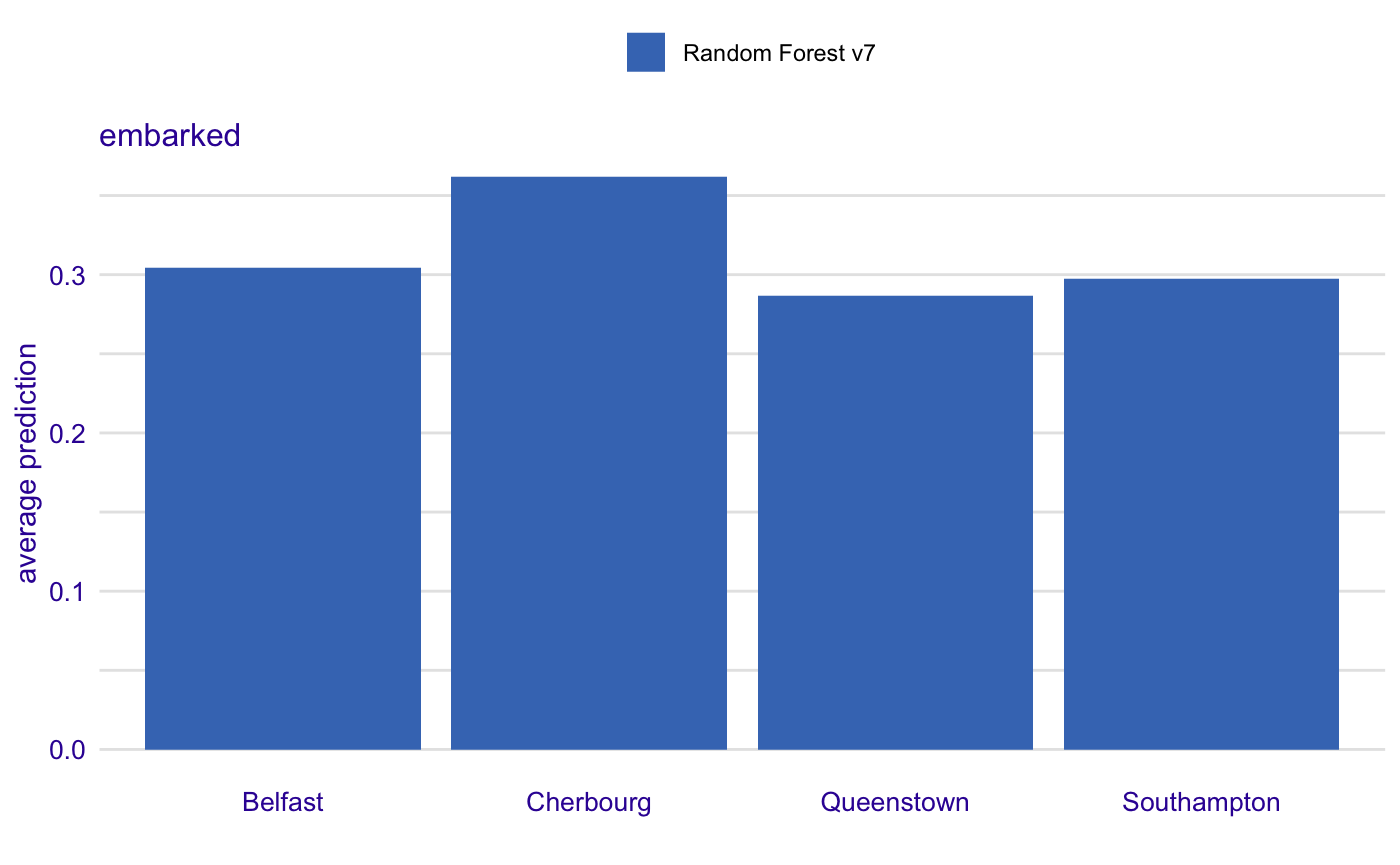 Random Forest v7
embarked
average prediction
0.3
0.2
0.1
0.0
Belfast Cherbourg Queenstown Southampton